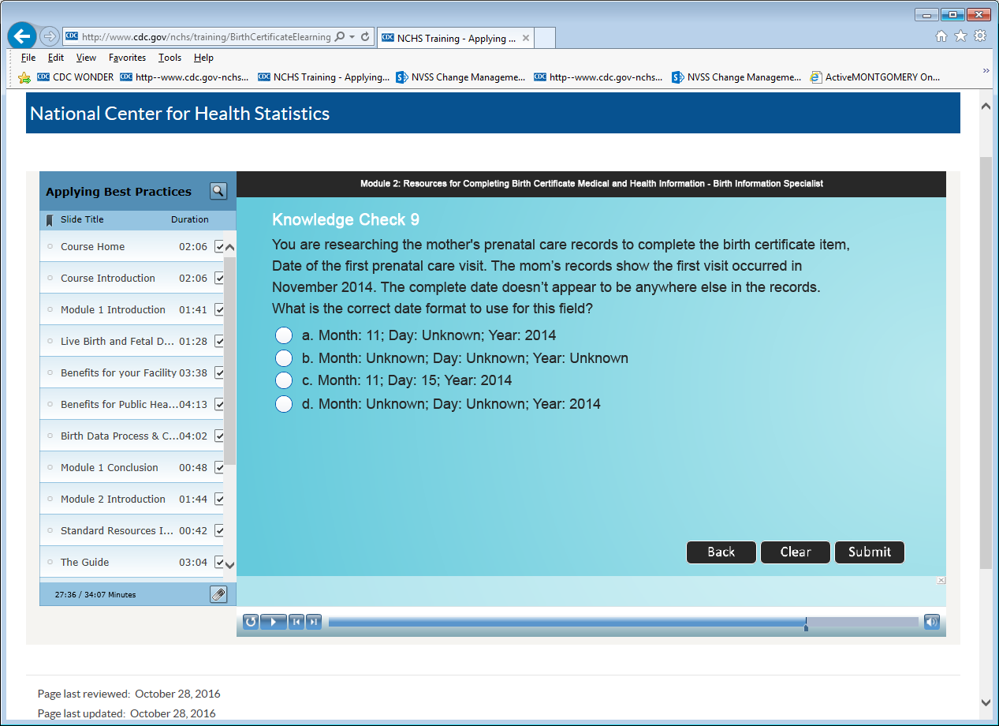 http://www.cdc.gov/nchs/training/BirthCertificateElearning
CDC NCHS Training - Applying ...
File Edit View Favorites Tools Help
CDC CDC WONDER CDC http--www.cdc.gov-nchs... CDC NCHS Training - Applying... NVSS Change Manageme... CDC http--www.cdc.gov-nchs... NVSS Change Manageme... ActiveMONTGOMERY On...
National Center for Health Statistics
Applying Best Practices
Slide Title Duration
Course Home 02:06
Course Introduction 02:06
Module 1 Introduction 01:41
Live Birth and Fetal D... 01:28
Benefits for your Facility 03:38
Benefits for Public Hea... 04:13
Birth Data Process & C... 04:02
Module 1 Conclusion 00:48
Module 2 Introduction 01:44
Standard Resources I... 00:42
The Guide 03:04
27:36 / 34:07 Minutes
Module 2: Resources for Completing Birth Certificate Medical and Health Information - Birth Information Specialist
Knowledge Check 9
You are researching the mother's prenatal care records to complete the birth certificate item,
Date of the first prenatal care visit. The mom's records show the first visit occurred in
November 2014. The complete date doesn't appear to be anywhere else in the records.
What is the correct date format to use for this field?
a. Month: 11; Day: Unknown; Year: 2014
b. Month: Unknown; Day: Unknown; Year: Unknown
c. Month: 11; Day: 15; Year: 2014
d. Month: Unknown; Day: Unknown; Year: 2014
Back Clear Submit
Page last reviewed: October 28, 2016
Page last updated: October 28, 2016